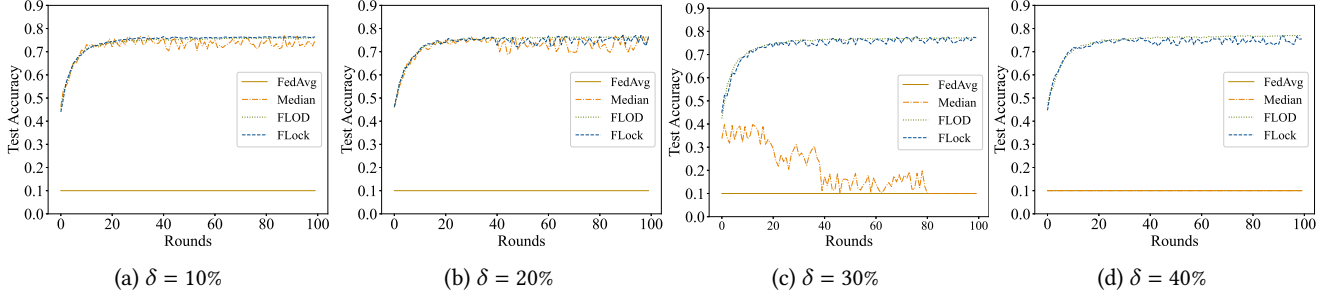 0.9
0.8
0.7
0.6
0.5
0.4
0.3
0.2
0.1
0.0
Test Accuracy
0 20 40 60 80 100
Rounds
FedAvg
Median
FLOD
FLock
(a) δ = 10%
0.9
0.8
0.7
0.6
0.5
0.4
0.3
0.2
0.1
0.0
Test Accuracy
0 20 40 60 80 100
Rounds
FedAvg
Median
FLOD
FLock
(b) δ = 20%
0.9
0.8
0.7
0.6
0.5
0.4
0.3
0.2
0.1
0.0
Test Accuracy
0 20 40 60 80 100
Rounds
FedAvg
Median
FLOD
FLock
(c) δ = 30%
0.9
0.8
0.7
0.6
0.5
0.4
0.3
0.2
0.1
0.0
Test Accuracy
0 20 40 60 80 100
Rounds
FedAvg
Median
FLOD
FLock
(d) δ = 40%